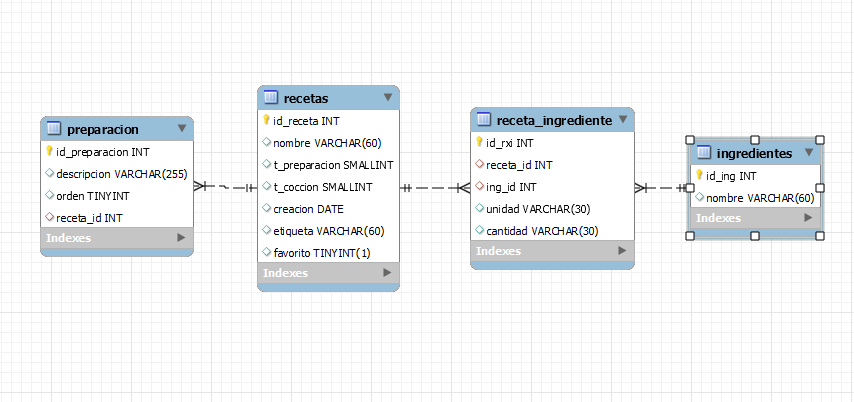 preparacion
id_preparacion INT
descripcion VARCHAR(255)
orden TINYINT
receta_id INT
Indexes
recetas
id_receta INT
nombre VARCHAR(60)
t_preparacion SMALLINT
t_coccion SMALLINT
creacion DATE
etiqueta VARCHAR(60)
favorito TINYINT(1)
Indexes
receta_ingrediente
id_rxi INT
receta_id INT
ing_id INT
unidad VARCHAR(30)
cantidad VARCHAR(30)
Indexes
ingredientes
id_ing INT
nombre VARCHAR(60)
Indexes